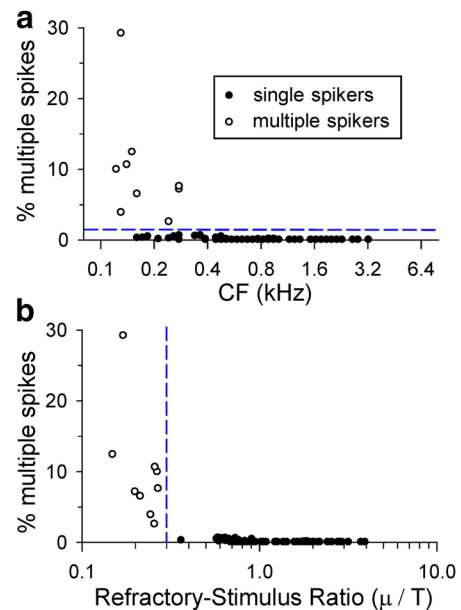 a
30
20
10
0
% multiple spikes
single spikers
multiple spikers
0.1 0.2 0.4 0.8 1.6 3.2 6.4
CF (kHz)
b
30
20
10
0
% multiple spikes
0.1 1.0 10.0
Refractory-Stimulus Ratio (μ / T)